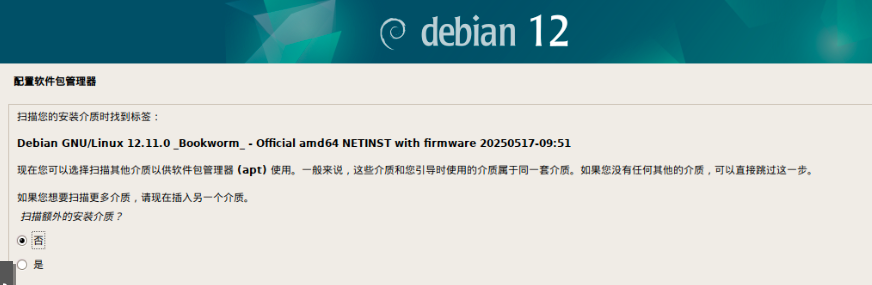 debian 12
配置软件包管理器
扫描您的安装介质时找到标签：
Debian GNU/Linux 12.11.0 _Bookworm_ - Official amd64 NETINST with firmware 20250517-09:51
现在您可以选择扫描其他介质以供软件包管理器 (apt) 使用。一般来说，这些介质和您引导时使用的介质属于同一套介质。如果您没有任何其他的介质，可以直接跳过这一步。
如果您想要扫描更多介质，请现在插入另一个介质。
扫描额外的安装介质？
否
是